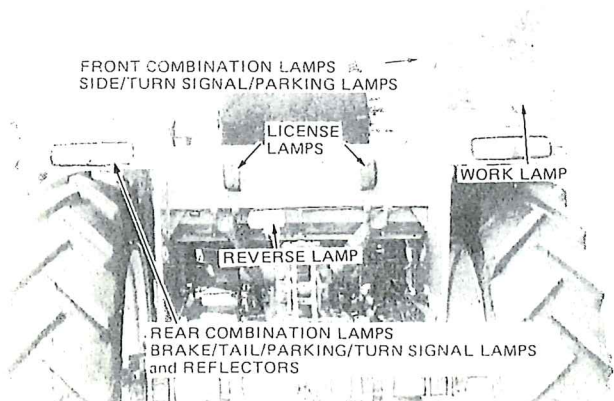 FRONT COMBINATION LAMPS
SIDE/TURN SIGNAL/PARKING LAMPS
LICENSE
LAMPS
WORK LAMP
REVERSE LAMP
REAR COMBINATION LAMPS
BRAKE/TAIL/PARKING/TURN SIGNAL LAMPS
and REFLECTORS